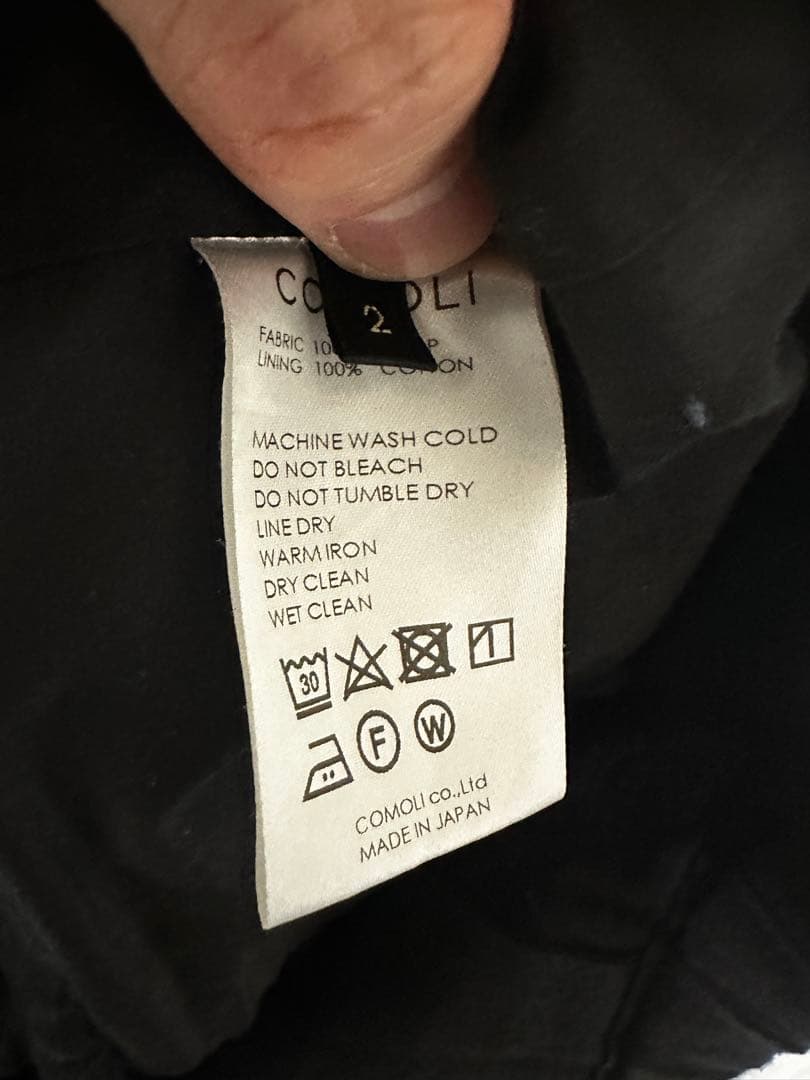 2
FABRIC
LINING 100%
MACHINE WASH COLD
DO NOT BLEACH
DO NOT TUMBLE DRY
LINE DRY
WARM IRON
DRY CLEAN
WET CLEAN
30
F W
COMOLI co.,Ltd
MADE IN JAPAN